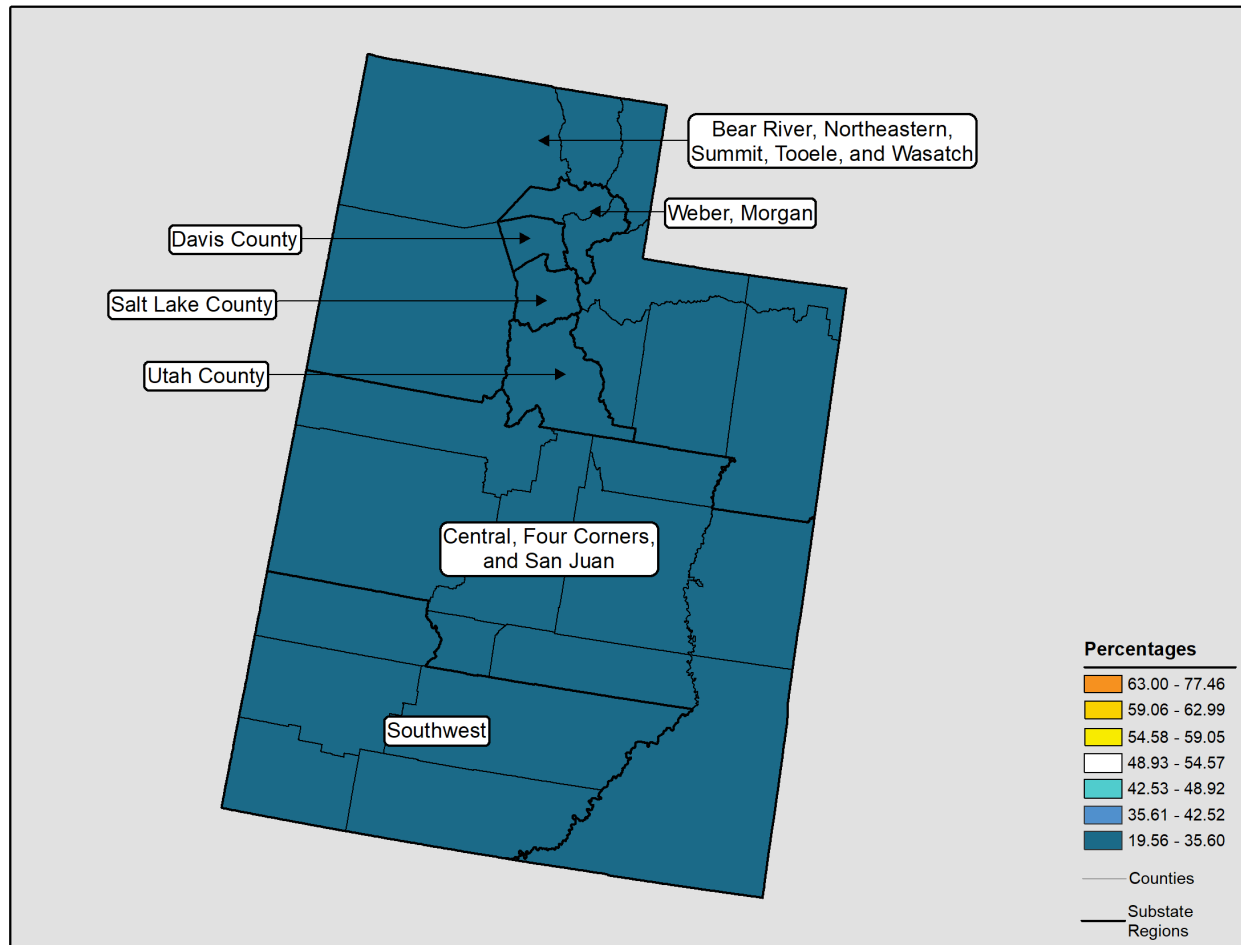 Bear River, Northeastern,
Summit, Tooele, and Wasatch
Weber, Morgan
Davis County
Salt Lake County
Utah County
Central, Four Corners,
and San Juan
Southwest
Percentages
63.00 - 77.46
59.06 - 62.99
54.58 - 59.05
48.93 - 54.57
42.53 - 48.92
35.61 - 42.52
19.56 - 35.60
Counties
Substate
Regions